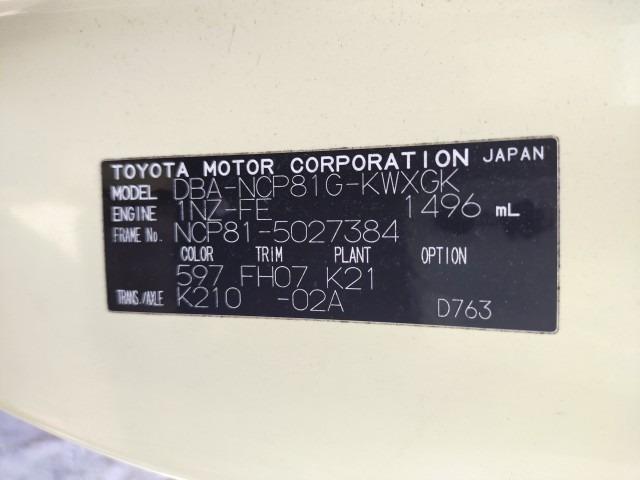 TOYOTA MOTOR CORPORATION JAPAN
MODEL DBA-NCP81G-KWXGK
ENGINE 1NZ-FE 1496 mL
FRAME No. NCP81-5027384
COLOR TRIM PLANT OPTION
597 FH07 K21
TRANS./AXLE K210 -02A D763